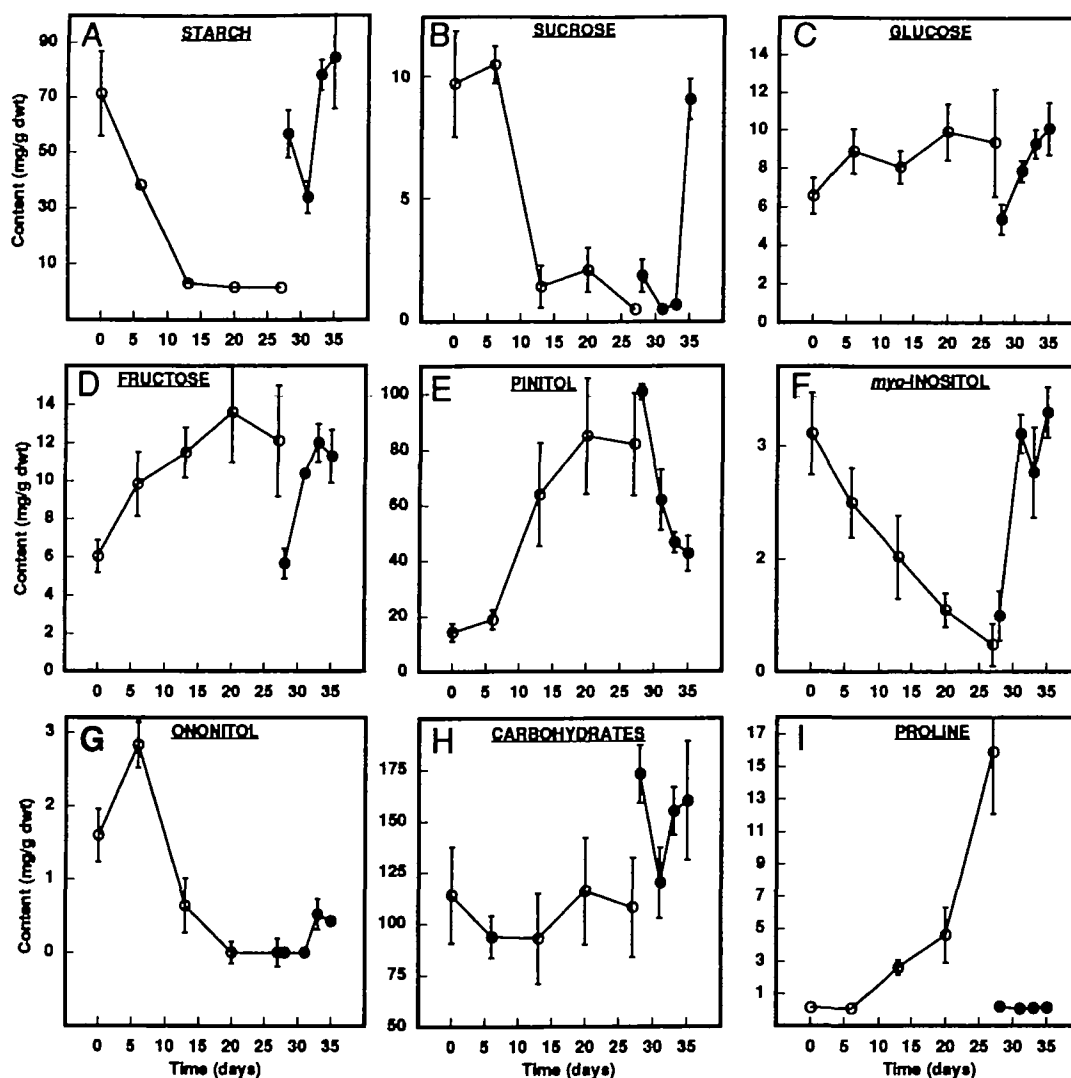 A STARCH
90
70
50
30
10
Content (mg/g dwt)
0 5 10 15 20 25 30 35
B SUCROSE
10
5
0
0 5 10 15 20 25 30 35
C GLUCOSE
14
12
10
8
6
4
2
0
0 5 10 15 20 25 30 35
D FRUCTOSE
14
12
10
8
6
4
2
0
Content (mg/g dwt)
0 5 10 15 20 25 30 35
E PINITOL
100
80
60
40
20
0
0 5 10 15 20 25 30 35
F myo-INOSITOL
3
2
0
0 5 10 15 20 25 30 35
G ONONITOL
3
2
1
0
Content (mg/g dwt)
0 5 10 15 20 25 30 35
Time (days)
H CARBOHYDRATES
175
150
125
100
75
50
0 5 10 15 20 25 30 35
Time (days)
I PROLINE
17
15
13
11
9
7
5
3
1
0 5 10 15 20 25 30 35
Time (days)